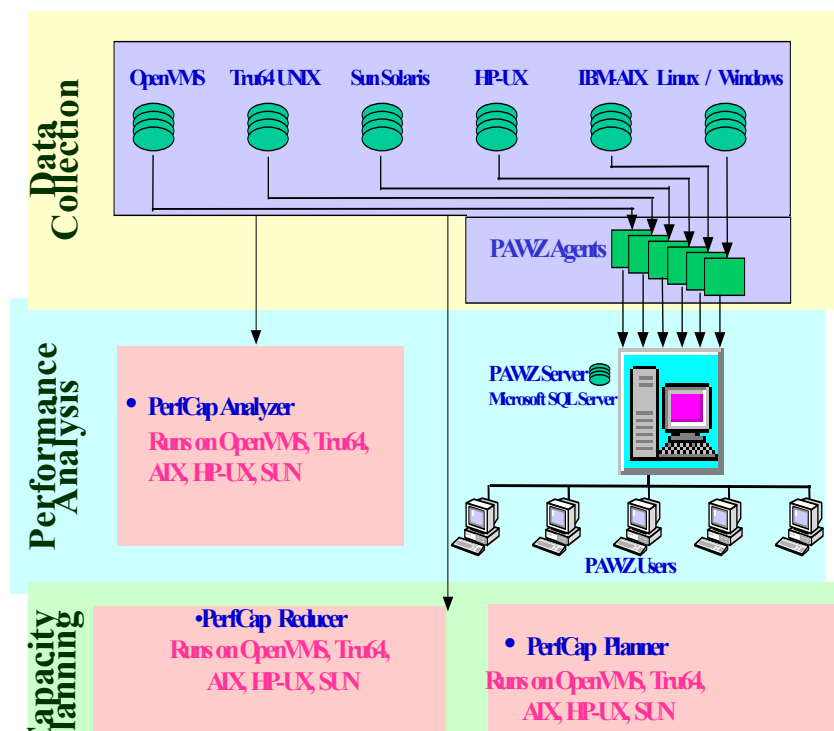 Data
Collection
OpenVMS
Tru64 UNIX
Sun Solaris
HP-UX
IBM-AIX
Linux / Windows
PAWZ Agents
Performance
Analysis
• PerfCap Analyzer
Runs on OpenVMS, Tru64,
AIX, HP-UX, SUN
PAWZ Server
Microsoft SQL Server
PAWZ Users
Capacity
•PerfCap Reducer
Runs on OpenVMS, Tru64,
AIX, HP-UX, SUN
• PerfCap Planner
Runs on OpenVMS, Tru64,
AIX, HP-UX, SUN